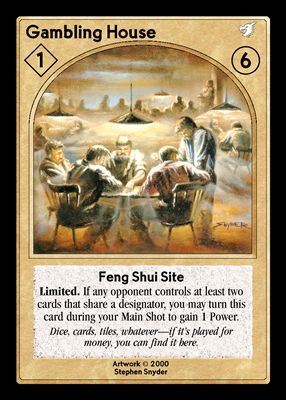 Gambling House
1
6
SNYDER
Feng Shui Site
Limited. If any opponent controls at least two
cards that share a designator, you may turn this
card during your Main Shot to gain 1 Power.
Dice, cards, tiles, whatever—if it's played for
money, you can find it here.
Artwork © 2000
Stephen Snyder